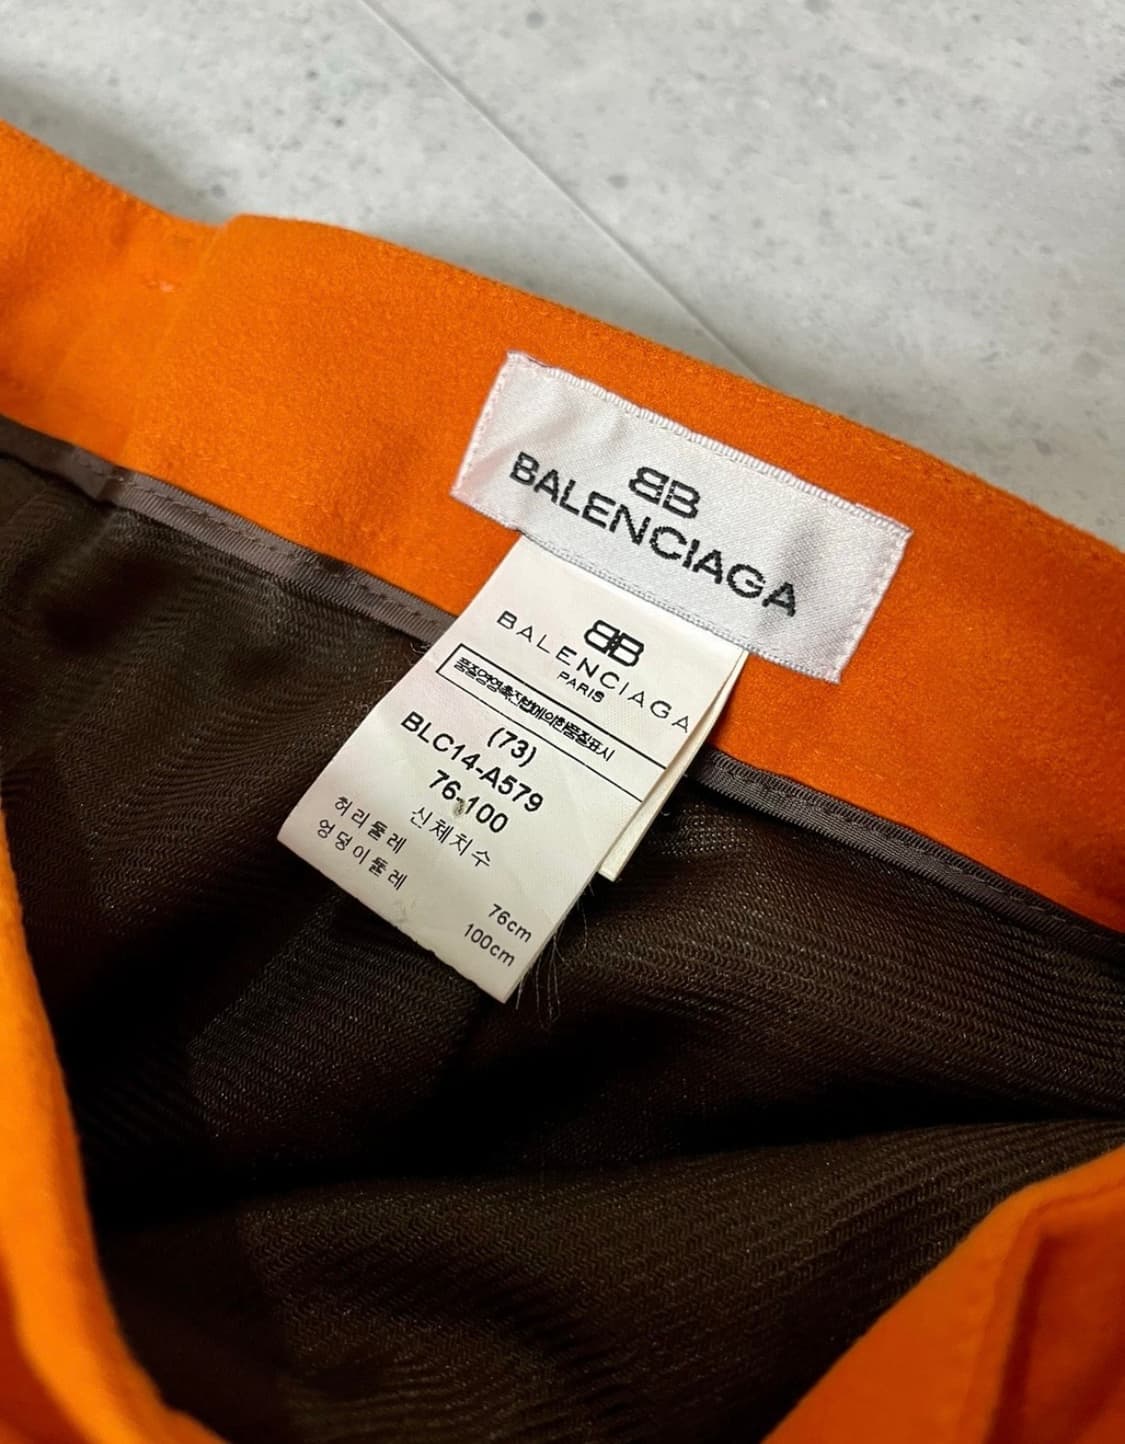 BB
BALENCIAGA
BB
BALENCIAGA
PARIS
(73)
BLC14-A579
76-100
신체치수
허리둘레 76cm
엉덩이둘레 100cm